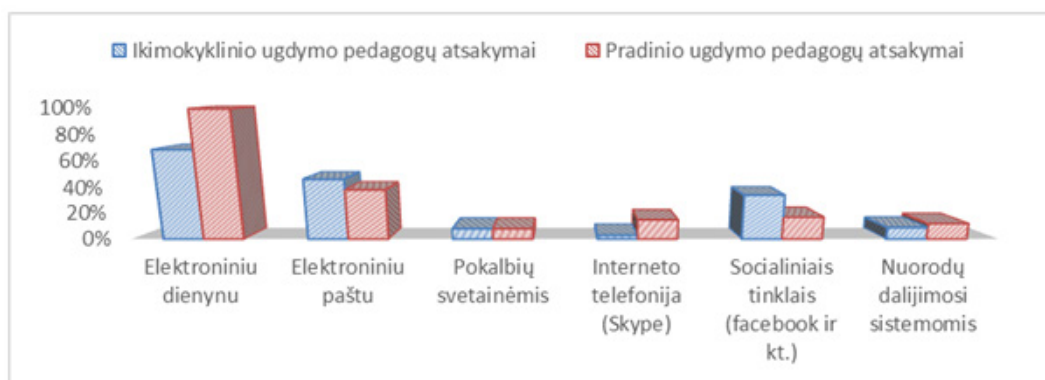 Ikimokyklinio ugdymo pedagogų atsakymai
Pradinio ugdymo pedagogų atsakymai
100%
80%
60%
40%
20%
0%
Elektroniniu
dienynu
Elektroniniu
paštu
Pokalbių
svetainėmis
Interneto
telefonija
(Skype)
Socialiniais
tinklais
(facebook ir
kt.)
Nuorodų
dalijimosi
sistemomis